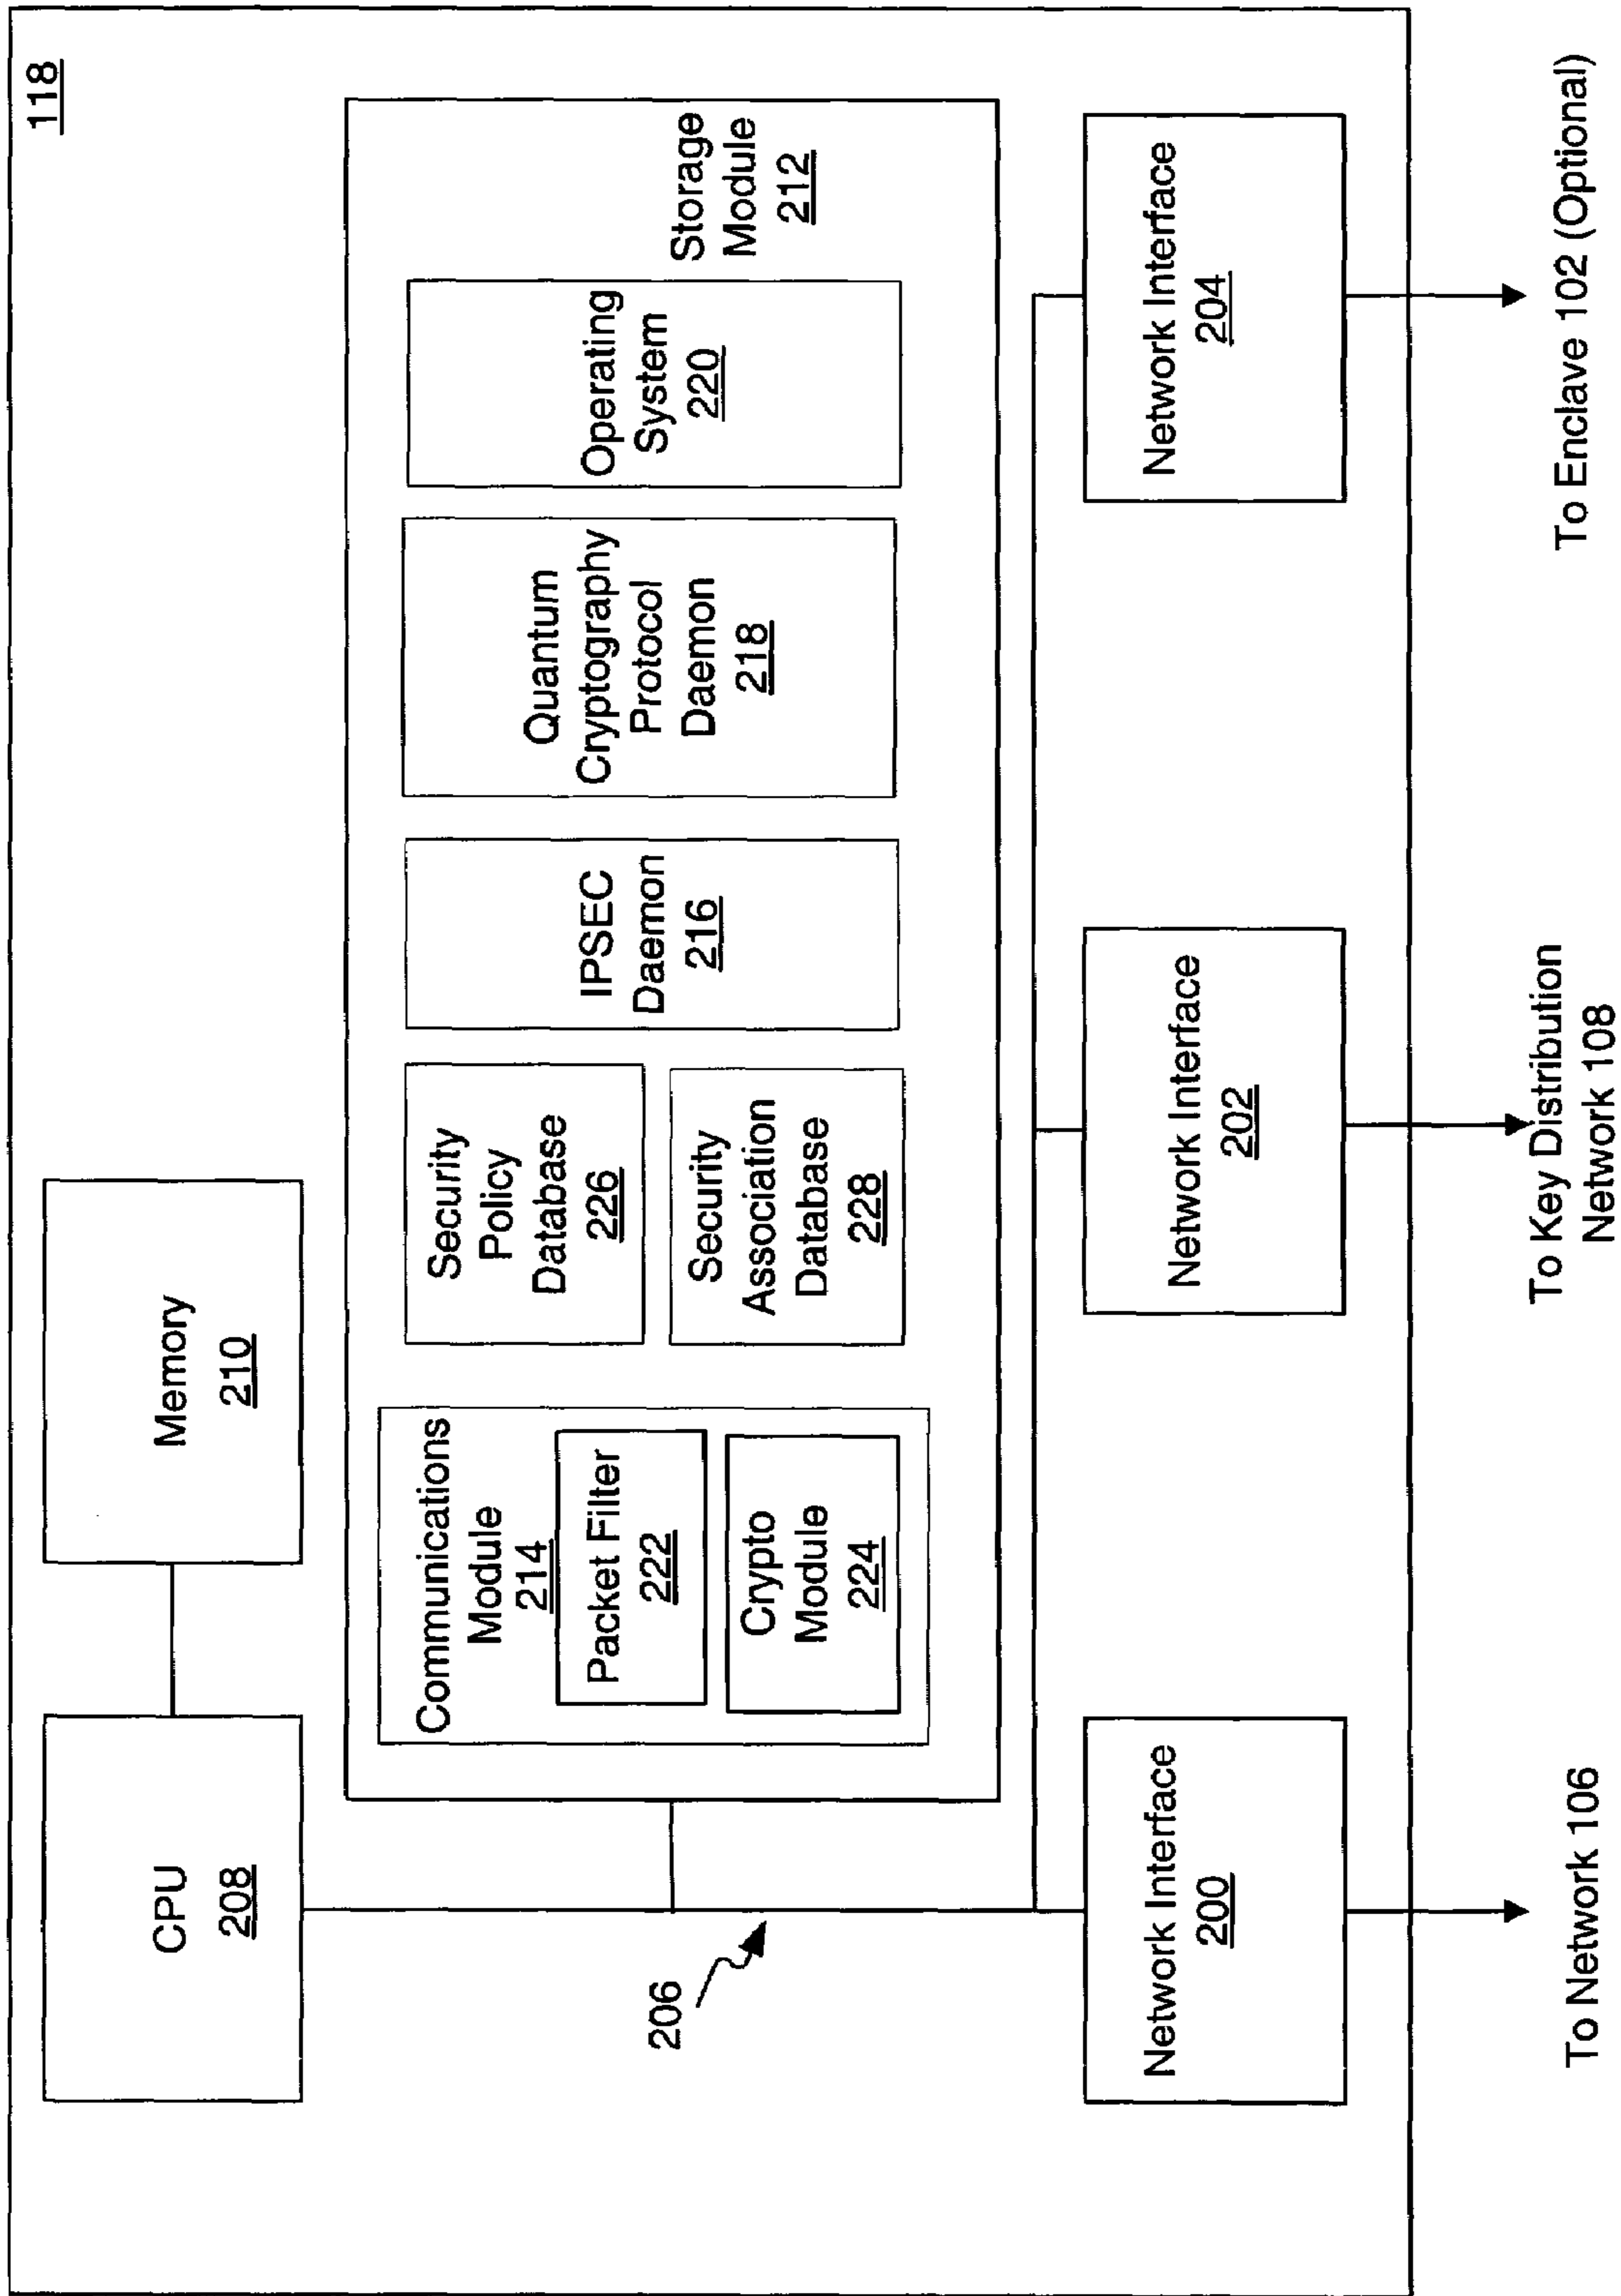 118
CPU
208
Memory
210
206
Communications
Module
214
Packet Filter
222
Crypto
Module
224
Security
Policy
Database
226
Security
Association
Database
228
IPSEC
Daemon
216
Quantum
Cryptography
Protocol
Daemon
218
Operating
System
220
Storage
Module
212
Network Interface
200
Network Interface
202
Network Interface
204
To Network 106
To Key Distribution
Network 108
To Enclave 102 (Optional)